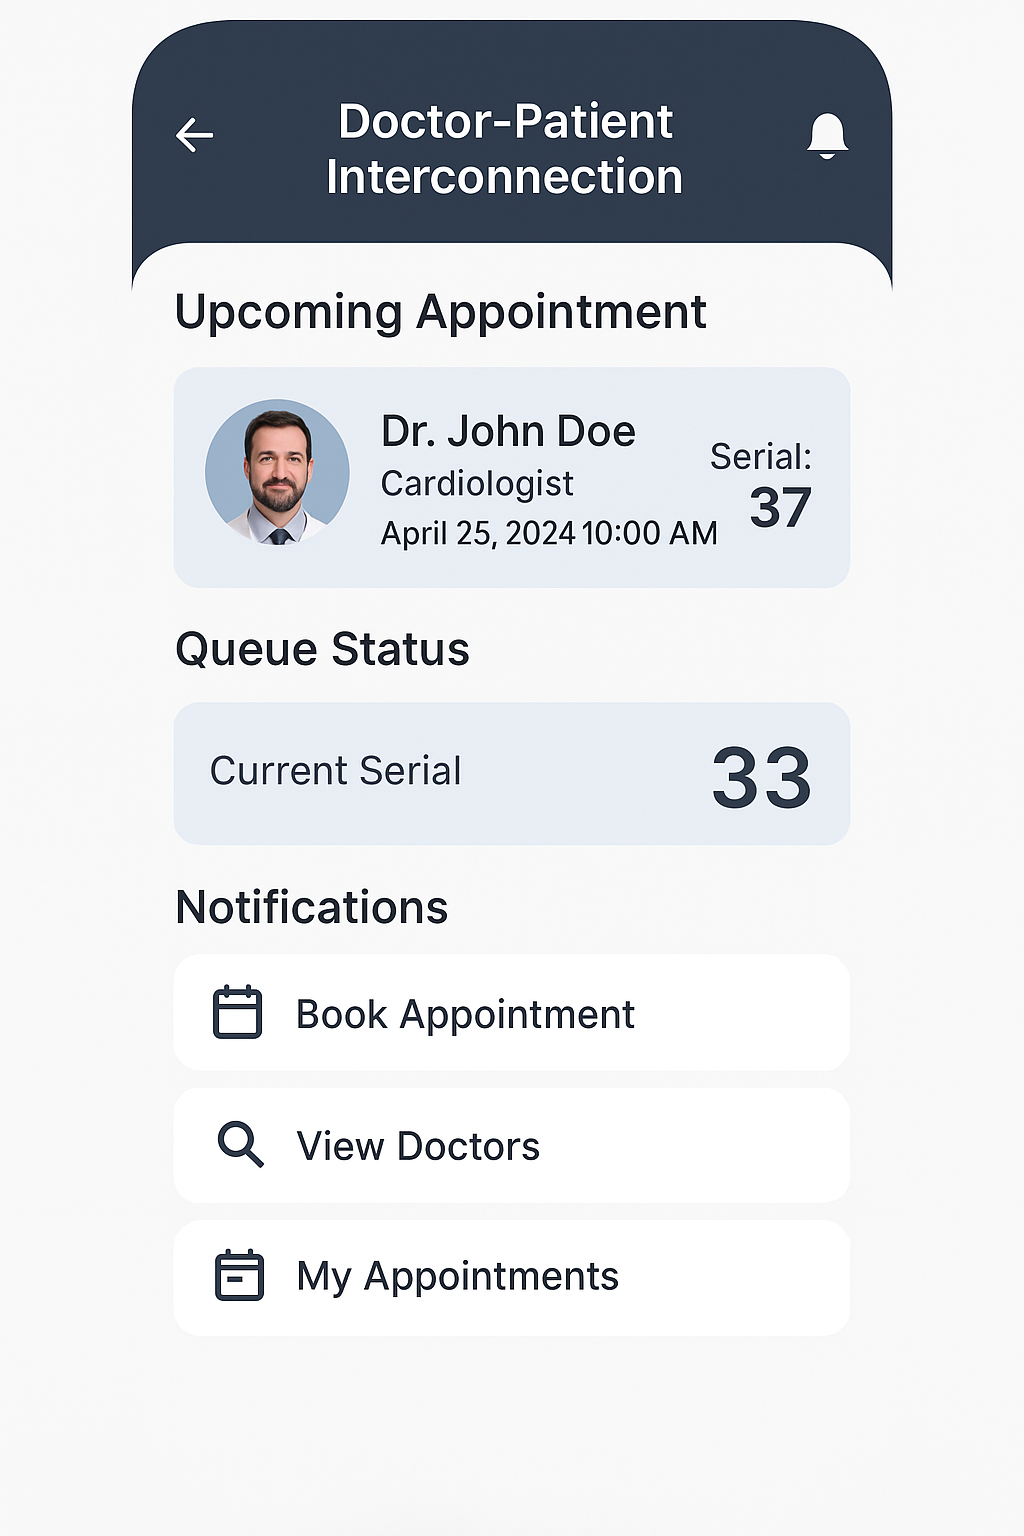 Doctor-Patient
Interconnection
Upcoming Appointment
Dr. John Doe
Cardiologist
April 25, 2024 10:00 AM
Serial:
37
Queue Status
Current Serial
33
Notifications
Book Appointment
View Doctors
My Appointments